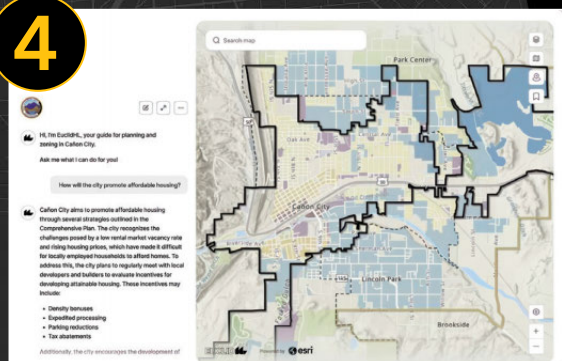 4
Search map
Park Center
Hi, I'm EuclidHL, your guide for planning and
zoning in Cañon City.
Ask me what I can do for you!
How will the city promote affordable housing?
Cañon City aims to promote affordable housing
through several strategies outlined in the
Comprehensive Plan. The city recognizes the
challenges posed by a low rental market vacancy rate
and rising housing prices, which have made it difficult
for locally employed households to afford homes. To
address this, the city plans to regularly meet with local
developers and builders to evaluate incentives for
developing attainable housing. These incentives may
include:
• Density bonuses
• Expedited processing
• Parking reductions
• Tax abatements
Additionally, the city encourages the development of
Central Ave
Oak Ave
50
Cañon City
Lincoln Park
Brookside
EUCLID
Powered by esri